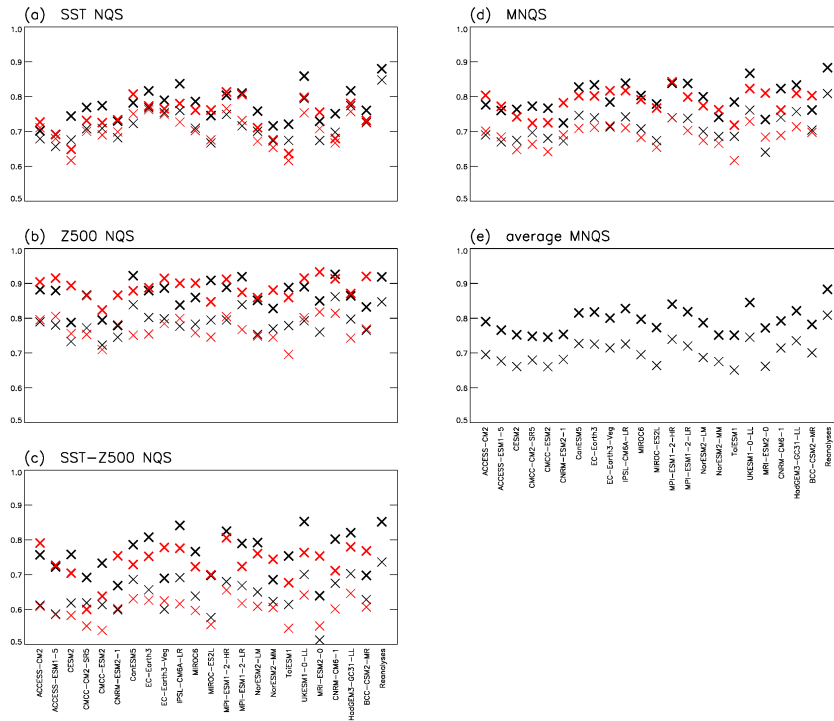 (a) SST NQS
1.0
0.9
0.8
0.7
0.6
0.5
(b) Z500 NQS
1.0
0.9
0.8
0.7
0.6
0.5
(c) SST-Z500 NQS
1.0
0.9
0.8
0.7
0.6
0.5
ACCESS-CM2
ACCESS-ESM1-5
CESM2
CMCC-CM2-SR5
CMCC-ESM2
CNRM-ESM2-1
CanESM5
EC-Earth3
EC-Earth3-Veg
IPSL-CM6A-LR
MIROC6
MIROC-ES2L
MPI-ESM1-2-HR
MPI-ESM1-2-LR
NorESM2-LM
NorESM2-MM
TaiESM1
UKESM1-0-LL
MRI-ESM2-0
CNRM-CM6-1
HadGEM3-GC31-LL
BCC-CSM2-MR
Reanalyses
(d) MNQS
1.0
0.9
0.8
0.7
0.6
0.5
(e) average MNQS
1.0
0.9
0.8
0.7
0.6
0.5
ACCESS-CM2
ACCESS-ESM1-5
CESM2
CMCC-CM2-SR5
CMCC-ESM2
CNRM-ESM2-1
CanESM5
EC-Earth3
EC-Earth3-Veg
IPSL-CM6A-LR
MIROC6
MIROC-ES2L
MPI-ESM1-2-HR
MPI-ESM1-2-LR
NorESM2-LM
NorESM2-MM
TaiESM1
UKESM1-0-LL
MRI-ESM2-0
CNRM-CM6-1
HadGEM3-GC31-LL
BCC-CSM2-MR
Reanalyses